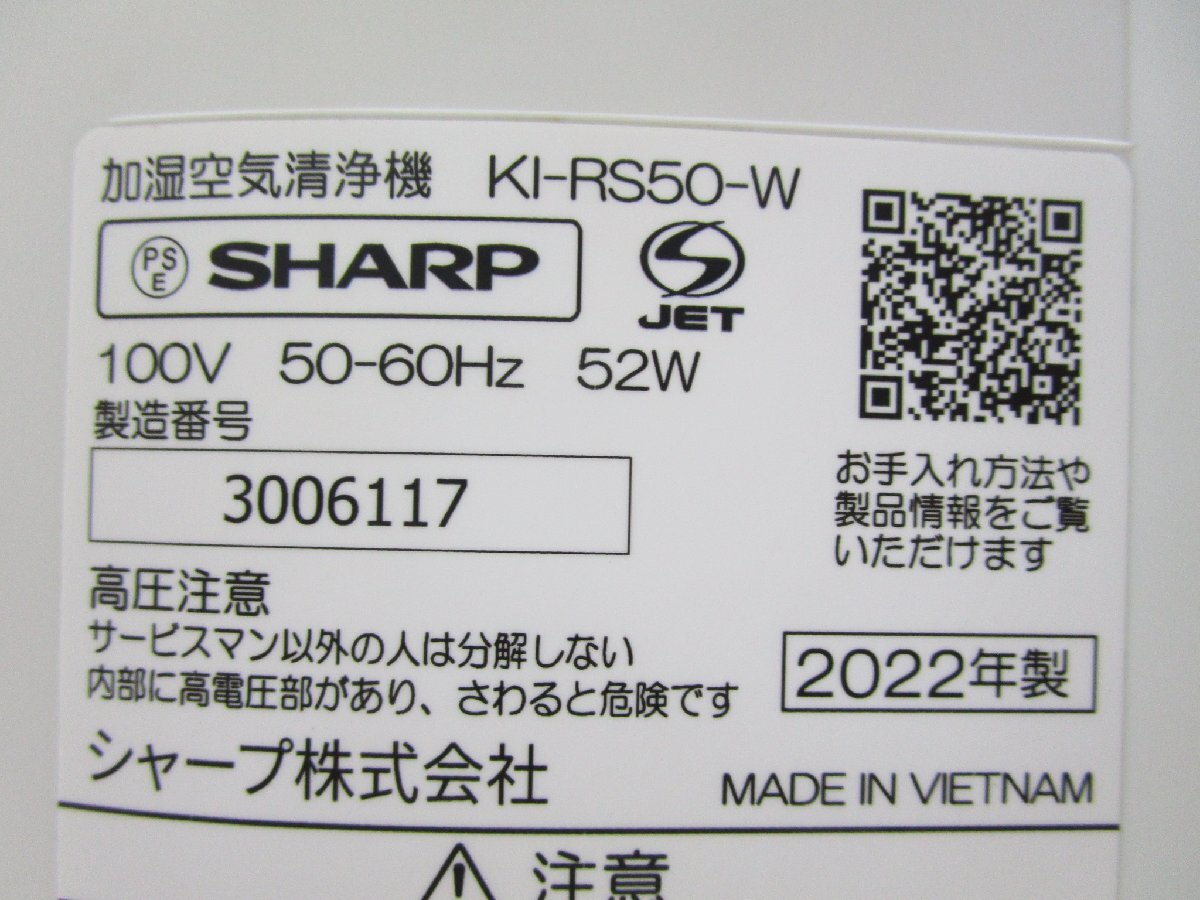 加湿空気清浄機 KI-RS50-W
PS
E
SHARP
JET
100V 50-60Hz 52W
製造番号
3006117
お手入れ方法や
製品情報をご覧
いただけます
高圧注意
サービスマン以外の人は分解しない
内部に高電圧部があり、さわると危険です
2022年製
シャープ株式会社
MADE IN VIETNAM
注意